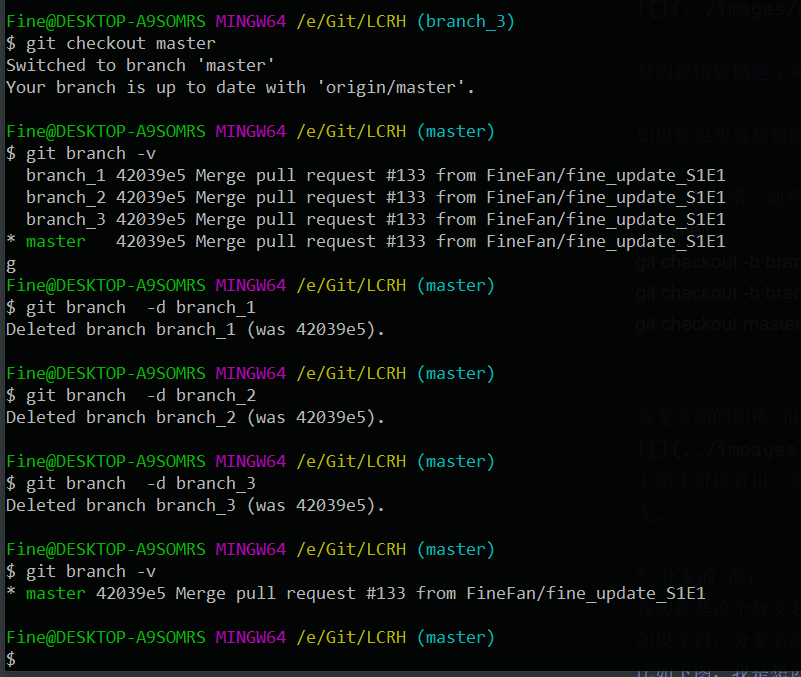 Fine@DESKTOP-A9SOMRS MINGW64 /e/Git/LCRH (branch_3)
$ git checkout master
Switched to branch 'master'
Your branch is up to date with 'origin/master'.
Fine@DESKTOP-A9SOMRS MINGW64 /e/Git/LCRH (master)
$ git branch -v
  branch_1 42039e5 Merge pull request #133 from FineFan/fine_update_S1E1
  branch_2 42039e5 Merge pull request #133 from FineFan/fine_update_S1E1
  branch_3 42039e5 Merge pull request #133 from FineFan/fine_update_S1E1
* master   42039e5 Merge pull request #133 from FineFan/fine_update_S1E1
g
Fine@DESKTOP-A9SOMRS MINGW64 /e/Git/LCRH (master)
$ git branch  -d branch_1
Deleted branch branch_1 (was 42039e5).
Fine@DESKTOP-A9SOMRS MINGW64 /e/Git/LCRH (master)
$ git branch  -d branch_2
Deleted branch branch_2 (was 42039e5).
Fine@DESKTOP-A9SOMRS MINGW64 /e/Git/LCRH (master)
$ git branch  -d branch_3
Deleted branch branch_3 (was 42039e5).
Fine@DESKTOP-A9SOMRS MINGW64 /e/Git/LCRH (master)
$ git branch -v
* master 42039e5 Merge pull request #133 from FineFan/fine_update_S1E1
Fine@DESKTOP-A9SOMRS MINGW64 /e/Git/LCRH (master)
$
git checkout -b bran
git checkout -b bran
git checkout master